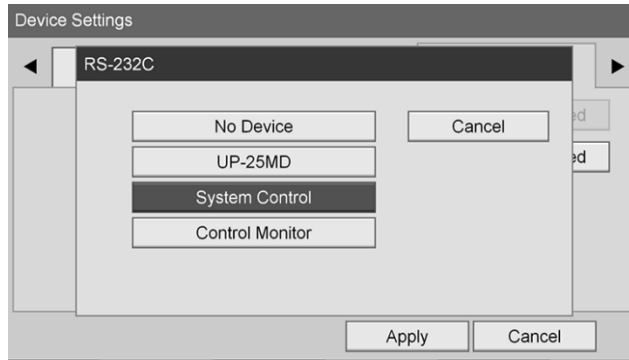 Device Settings
RS-232C
No Device
Cancel
UP-25MD
System Control
Control Monitor
Apply
Cancel